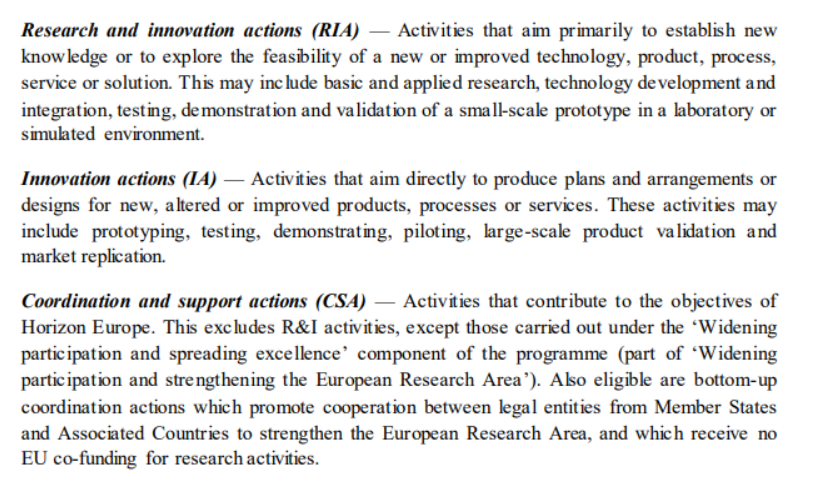 Research and innovation actions (RIA) — Activities that aim primarily to establish new
knowledge or to explore the feasibility of a new or improved technology, product, process,
service or solution. This may include basic and applied research, technology development and
integration, testing, demonstration and validation of a small-scale prototype in a laboratory or
simulated environment.
Innovation actions (IA) — Activities that aim directly to produce plans and arrangements or
designs for new, altered or improved products, processes or services. These activities may
include prototyping, testing, demonstrating, piloting, large-scale product validation and
market replication.
Coordination and support actions (CSA) — Activities that contribute to the objectives of
Horizon Europe. This excludes R&I activities, except those carried out under the ‘Widening
participation and spreading excellence’ component of the programme (part of ‘Widening
participation and strengthening the European Research Area’). Also eligible are bottom-up
coordination actions which promote cooperation between legal entities from Member States
and Associated Countries to strengthen the European Research Area, and which receive no
EU co-funding for research activities.